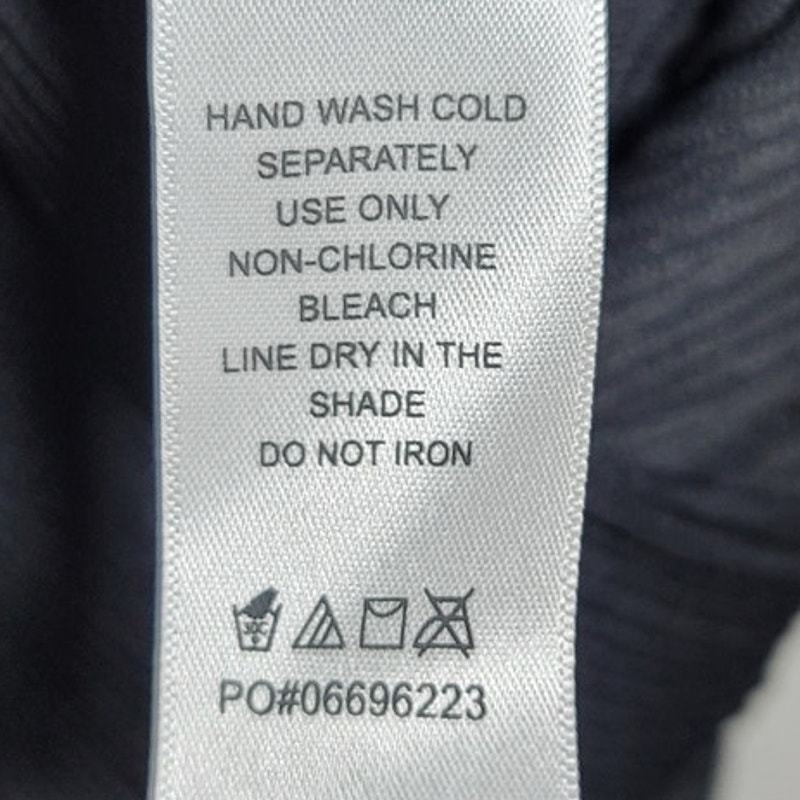 HAND WASH COLD
SEPARATELY
USE ONLY
NON-CHLORINE
BLEACH
LINE DRY IN THE
SHADE
DO NOT IRON
PO#06696223